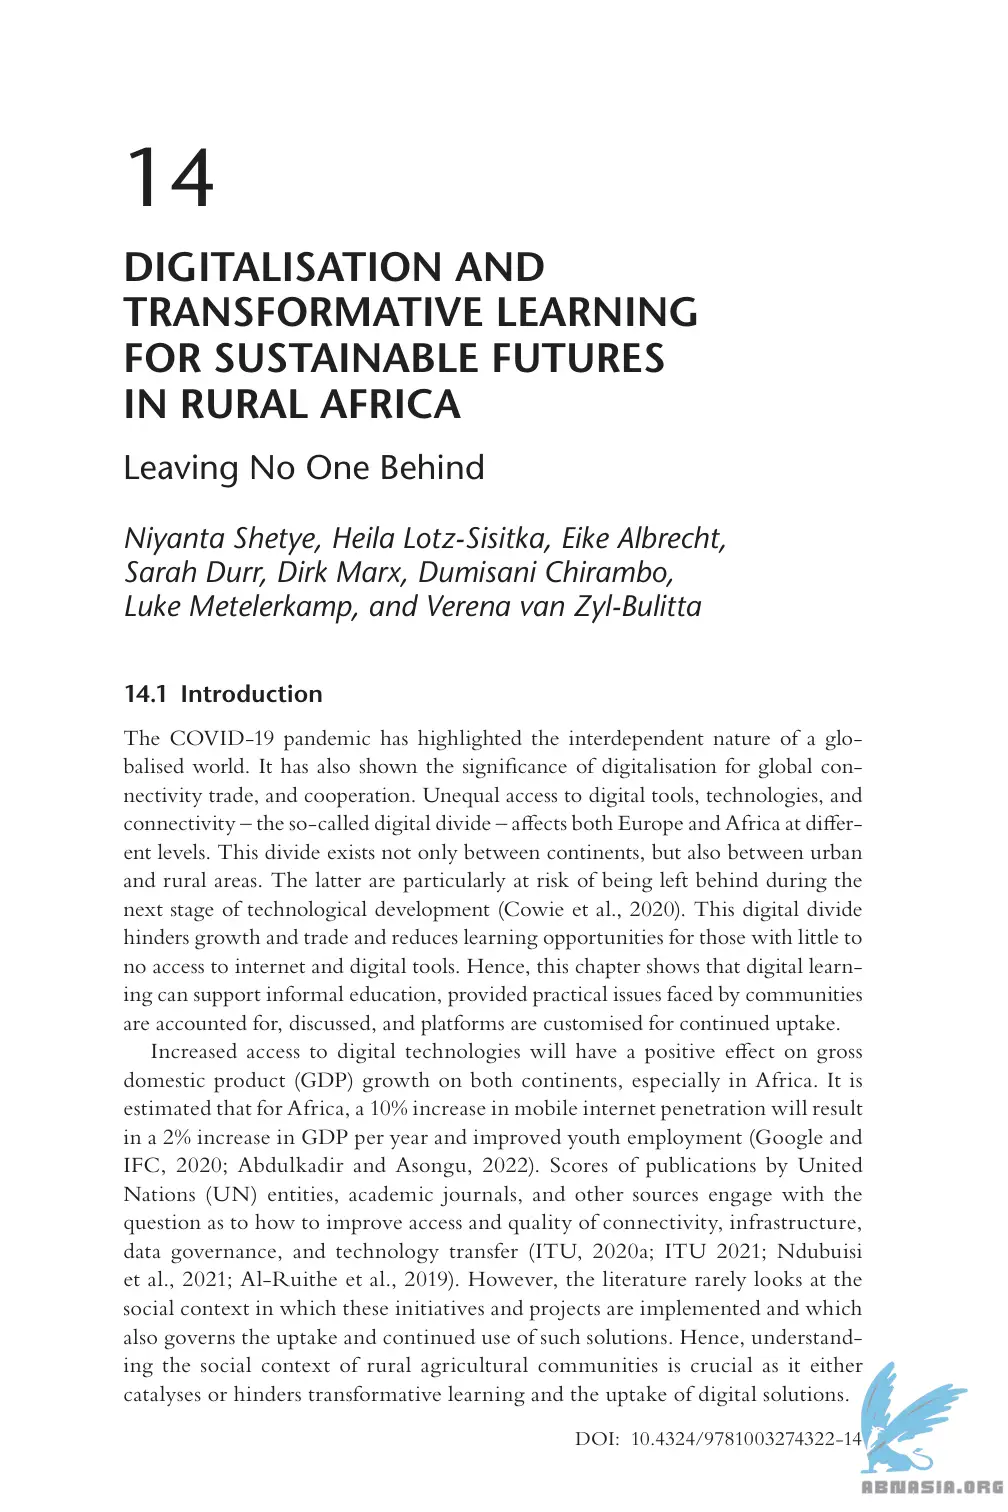 14
DIGITALISATION AND
TRANSFORMATIVE LEARNING
FOR SUSTAINABLE FUTURES
IN RURAL AFRICA
Leaving No One Behind
Niyanta Shetye, Heila Lotz-Sisitka, Eike Albrecht,
Sarah Durr, Dirk Marx, Dumisani Chirambo,
Luke Metelerkamp, and Verena van Zyl-Bulitta
14.1 Introduction
The COVID-19 pandemic has highlighted the interdependent nature of a glo-
balised world. It has also shown the significance of digitalisation for global con-
nectivity trade, and cooperation. Unequal access to digital tools, technologies, and
connectivity – the so-called digital divide – affects both Europe and Africa at differ-
ent levels. This divide exists not only between continents, but also between urban
and rural areas. The latter are particularly at risk of being left behind during the
next stage of technological development (Cowie et al., 2020). This digital divide
hinders growth and trade and reduces learning opportunities for those with little to
no access to internet and digital tools. Hence, this chapter shows that digital learn-
ing can support informal education, provided practical issues faced by communities
are accounted for, discussed, and platforms are customised for continued uptake.
Increased access to digital technologies will have a positive effect on gross
domestic product (GDP) growth on both continents, especially in Africa. It is
estimated that for Africa, a 10% increase in mobile internet penetration will result
in a 2% increase in GDP per year and improved youth employment (Google and
IFC, 2020; Abdulkadir and Asongu, 2022). Scores of publications by United
Nations (UN) entities, academic journals, and other sources engage with the
question as to how to improve access and quality of connectivity, infrastructure,
data governance, and technology transfer (ITU, 2020a; ITU 2021; Ndubuisi
et al., 2021; Al-Ruithe et al., 2019). However, the literature rarely looks at the
social context in which these initiatives and projects are implemented and which
also governs the uptake and continued use of such solutions. Hence, understand-
ing the social context of rural agricultural communities is crucial as it either
catalyses or hinders transformative learning and the uptake of digital solutions.
DOI: 10.4324/9781003274322-14
ABNASIA.ORG